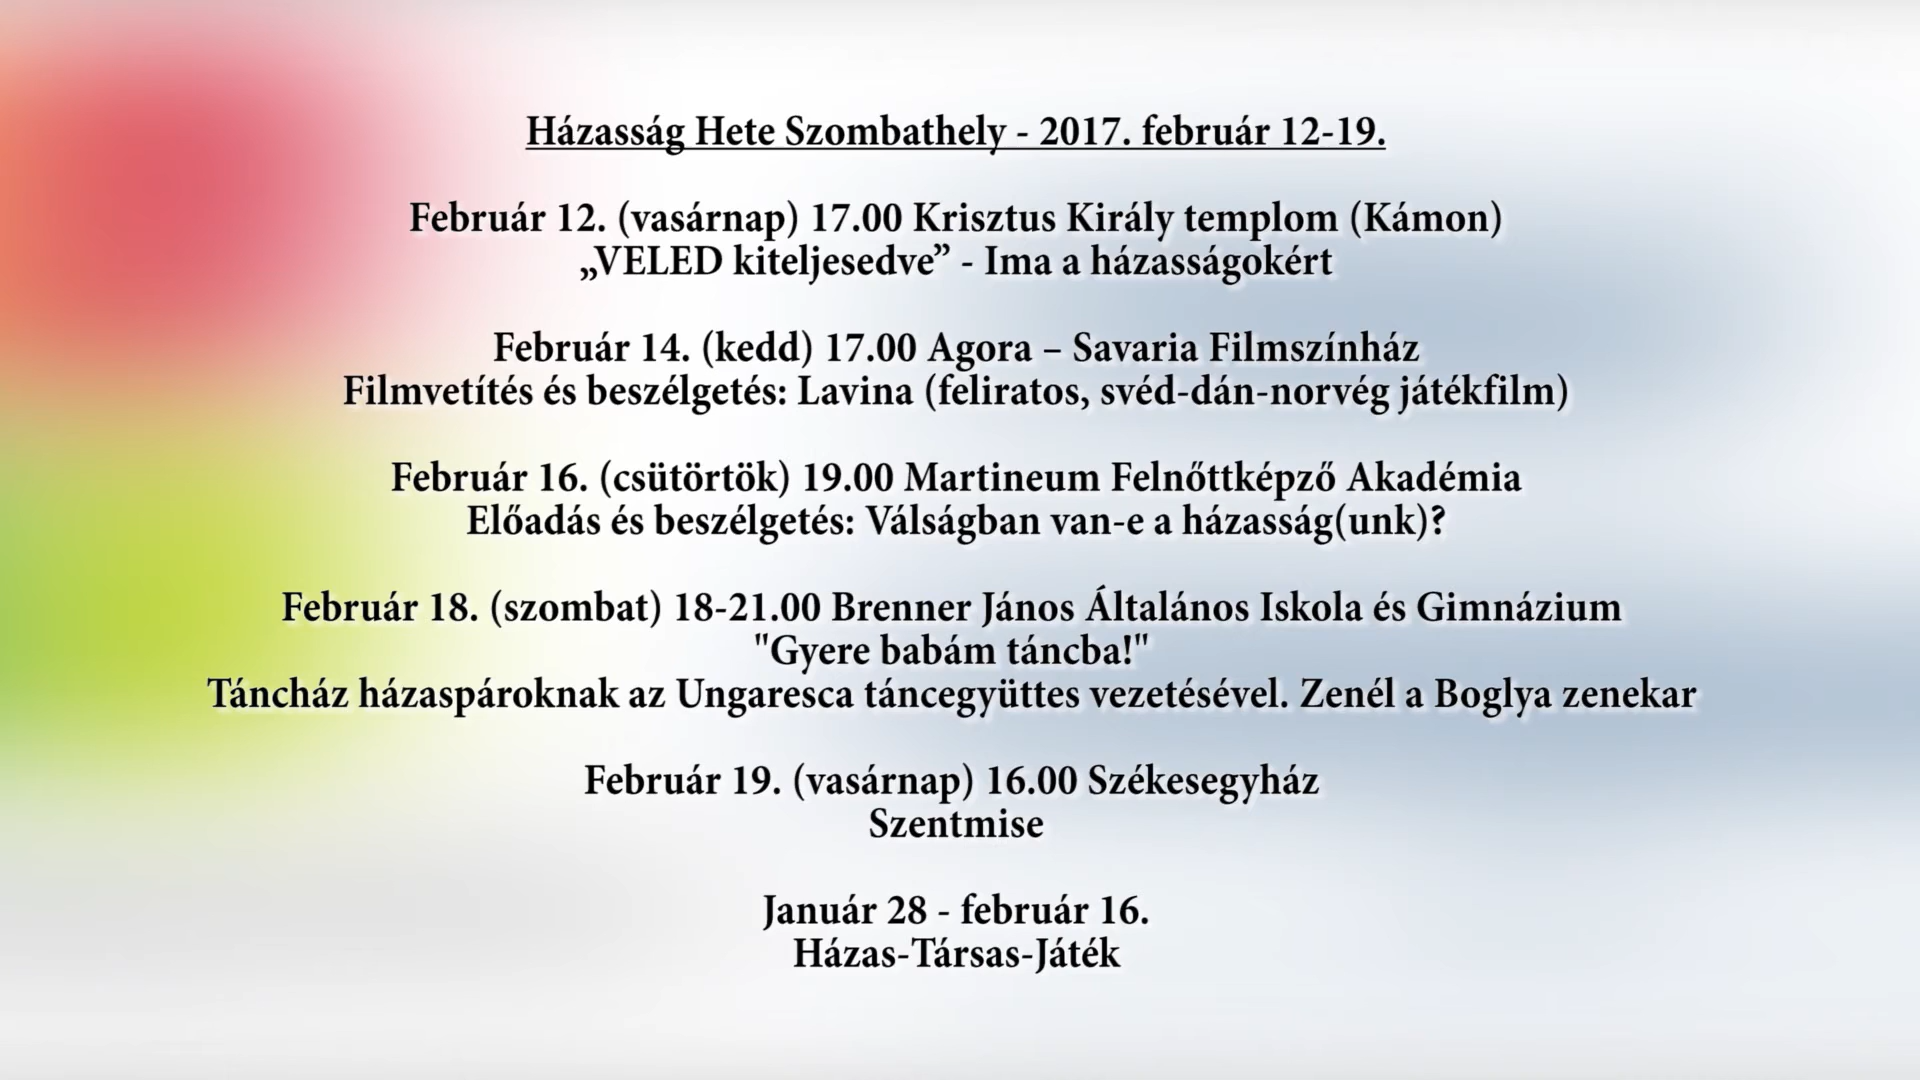 Házasság Hete Szombathely - 2017. február 12-19.
Február 12. (vasárnap) 17.00 Krisztus Király templom (Kámon)
„VELED kiteljesedve” - Ima a házasságokért
Február 14. (kedd) 17.00 Agora – Savaria Filmszínház
Filmvetítés és beszélgetés: Lavina (feliratos, svéd-dán-norvég játékfilm)
Február 16. (csütörtök) 19.00 Martineum Felnőttképző Akadémia
Előadás és beszélgetés: Válságban van-e a házasság(unk)?
Február 18. (szombat) 18-21.00 Brenner János Általános Iskola és Gimnázium
"Gyere babám táncba!"
Táncház házaspároknak az Ungaresca táncegyüttes vezetésével. Zenél a Boglya zenekar
Február 19. (vasárnap) 16.00 Székesegyház
Szentmise
Január 28 - február 16.
Házas-Társas-Játék